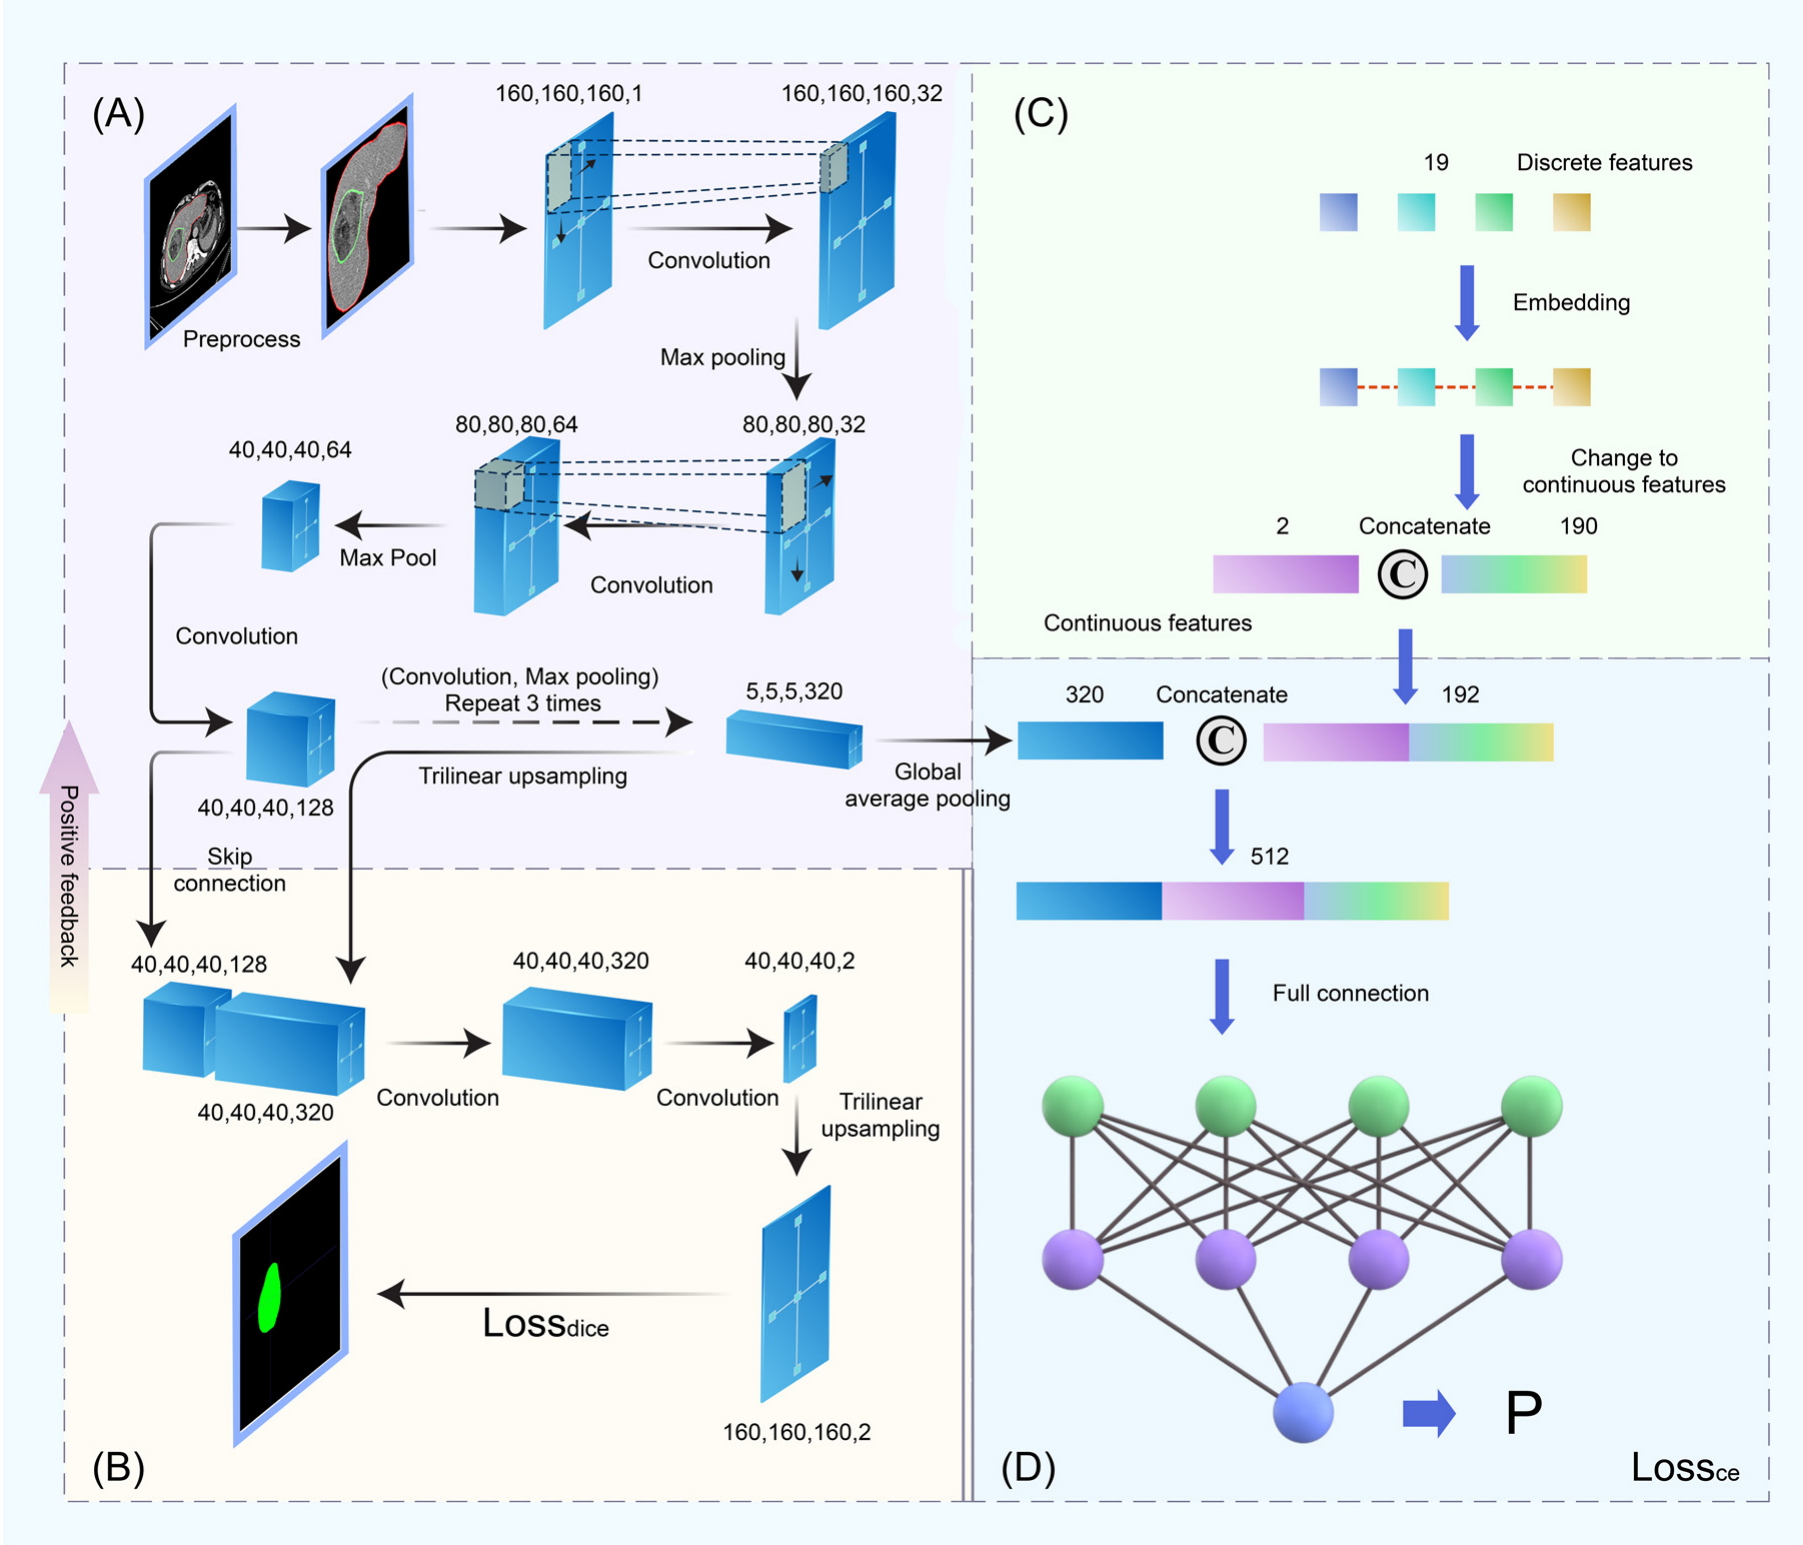 (A)
160,160,160,1
160,160,160,32
Preprocess
Convolution
Max pooling
80,80,80,64
80,80,80,32
40,40,40,64
Max Pool
Convolution
Convolution
(Convolution, Max pooling)
Repeat 3 times
5,5,5,320
Trilinear upsampling
40,40,40,128
Global
average pooling
Skip
connection
Positive feedback
40,40,40,128
40,40,40,320
40,40,40,2
40,40,40,320
Convolution
Convolution
Trilinear
upsampling
Lossdice
160,160,160,2
(B)
(C)
19
Discrete features
Embedding
Change to
continuous features
2
Concatenate
190
C
Continuous features
320
Concatenate
192
C
512
Full connection
P
(D)
Lossce